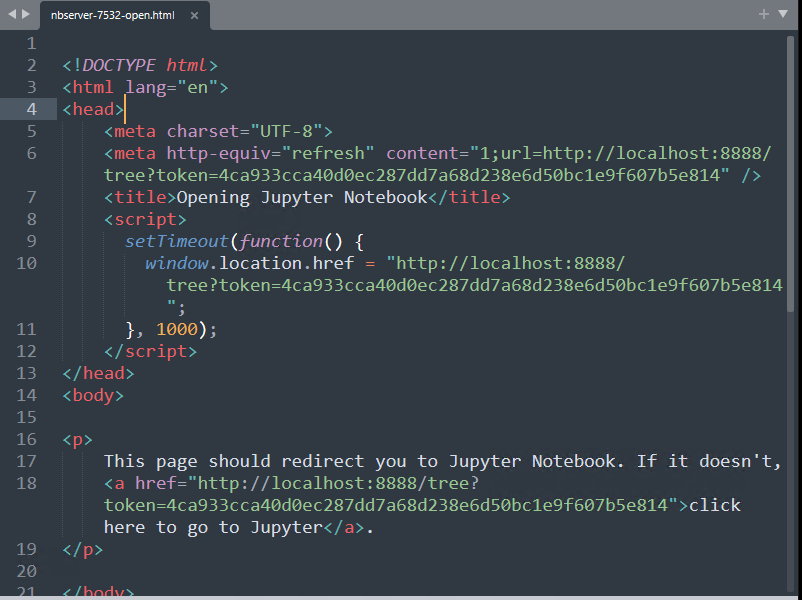 nbserver-7532-open.html ×
1
2 <!DOCTYPE html>
3 <html lang="en">
4 <head>
5 <meta charset="UTF-8">
6 <meta http-equiv="refresh" content="1;url=http://localhost:8888/
tree?token=4ca933cca40d0ec287dd7a68d238e6d50bc1e9f607b5e814" />
7 <title>Opening Jupyter Notebook</title>
8 <script>
9 setTimeout(function() {
10 window.location.href = "http://localhost:8888/
tree?token=4ca933cca40d0ec287dd7a68d238e6d50bc1e9f607b5e814
";
11 }, 1000);
12 </script>
13 </head>
14 <body>
15
16 <p>
17 This page should redirect you to Jupyter Notebook. If it doesn't,
18 <a href="http://localhost:8888/tree?
token=4ca933cca40d0ec287dd7a68d238e6d50bc1e9f607b5e814">click
here to go to Jupyter</a>.
19 </p>
20
21 </body>